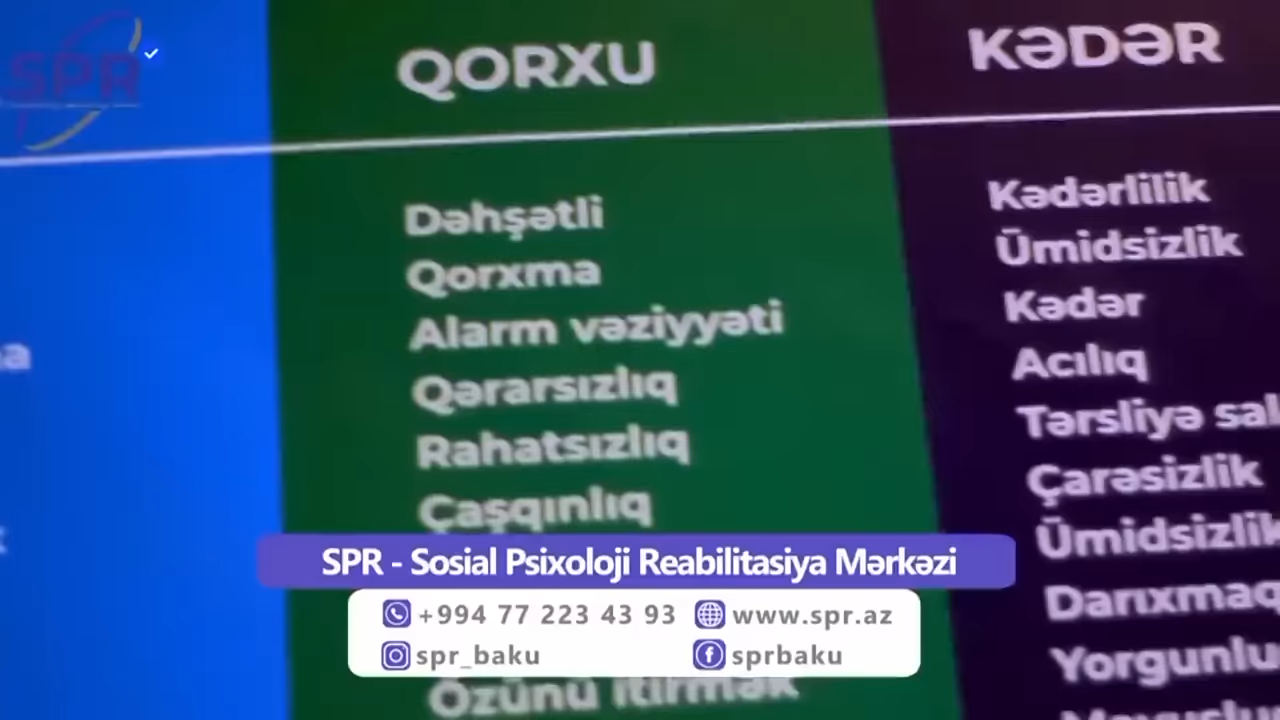 SPR
QORXU
Dəhşətli
Qorxma
Alarm vəziyyəti
Qərarsızlıq
Rahatsızlıq
Çaşqınlıq
Özünü itirmək
KƏDƏR
Kədərlilik
Ümidsizlik
Kədər
Acılıq
Tərsliyə
Çarəsizlik
SPR - Sosial Psixoloji Reabilitasiya Mərkəzi
+994 77 223 43 93
www.spr.az
spr_baku
sprbaku